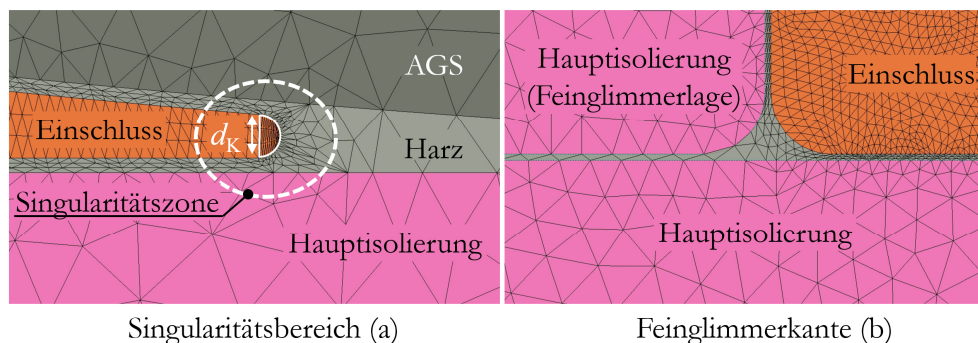 AGS
Einschluss
d_K
Harz
Singularitätszone
Hauptisolierung
Hauptisolierung
(Feinglimmerlage)
Einschluss
Hauptisolicrung
Singularitätsbereich (a)
Feinglimmerkante (b)